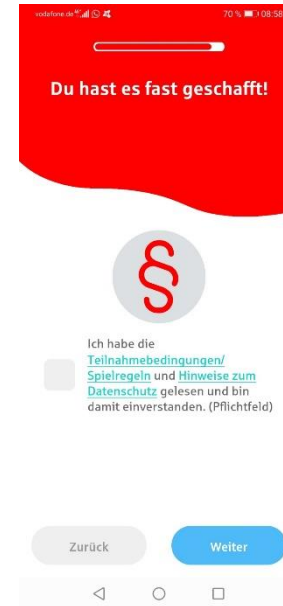 vodafone.de 70 % 08:58
Du hast es fast geschafft!
§
Ich habe die
Teilnahmebedingungen/
Spielregeln und Hinweise zum
Datenschutz gelesen und bin
damit einverstanden. (Pflichtfeld)
Zurück Weiter